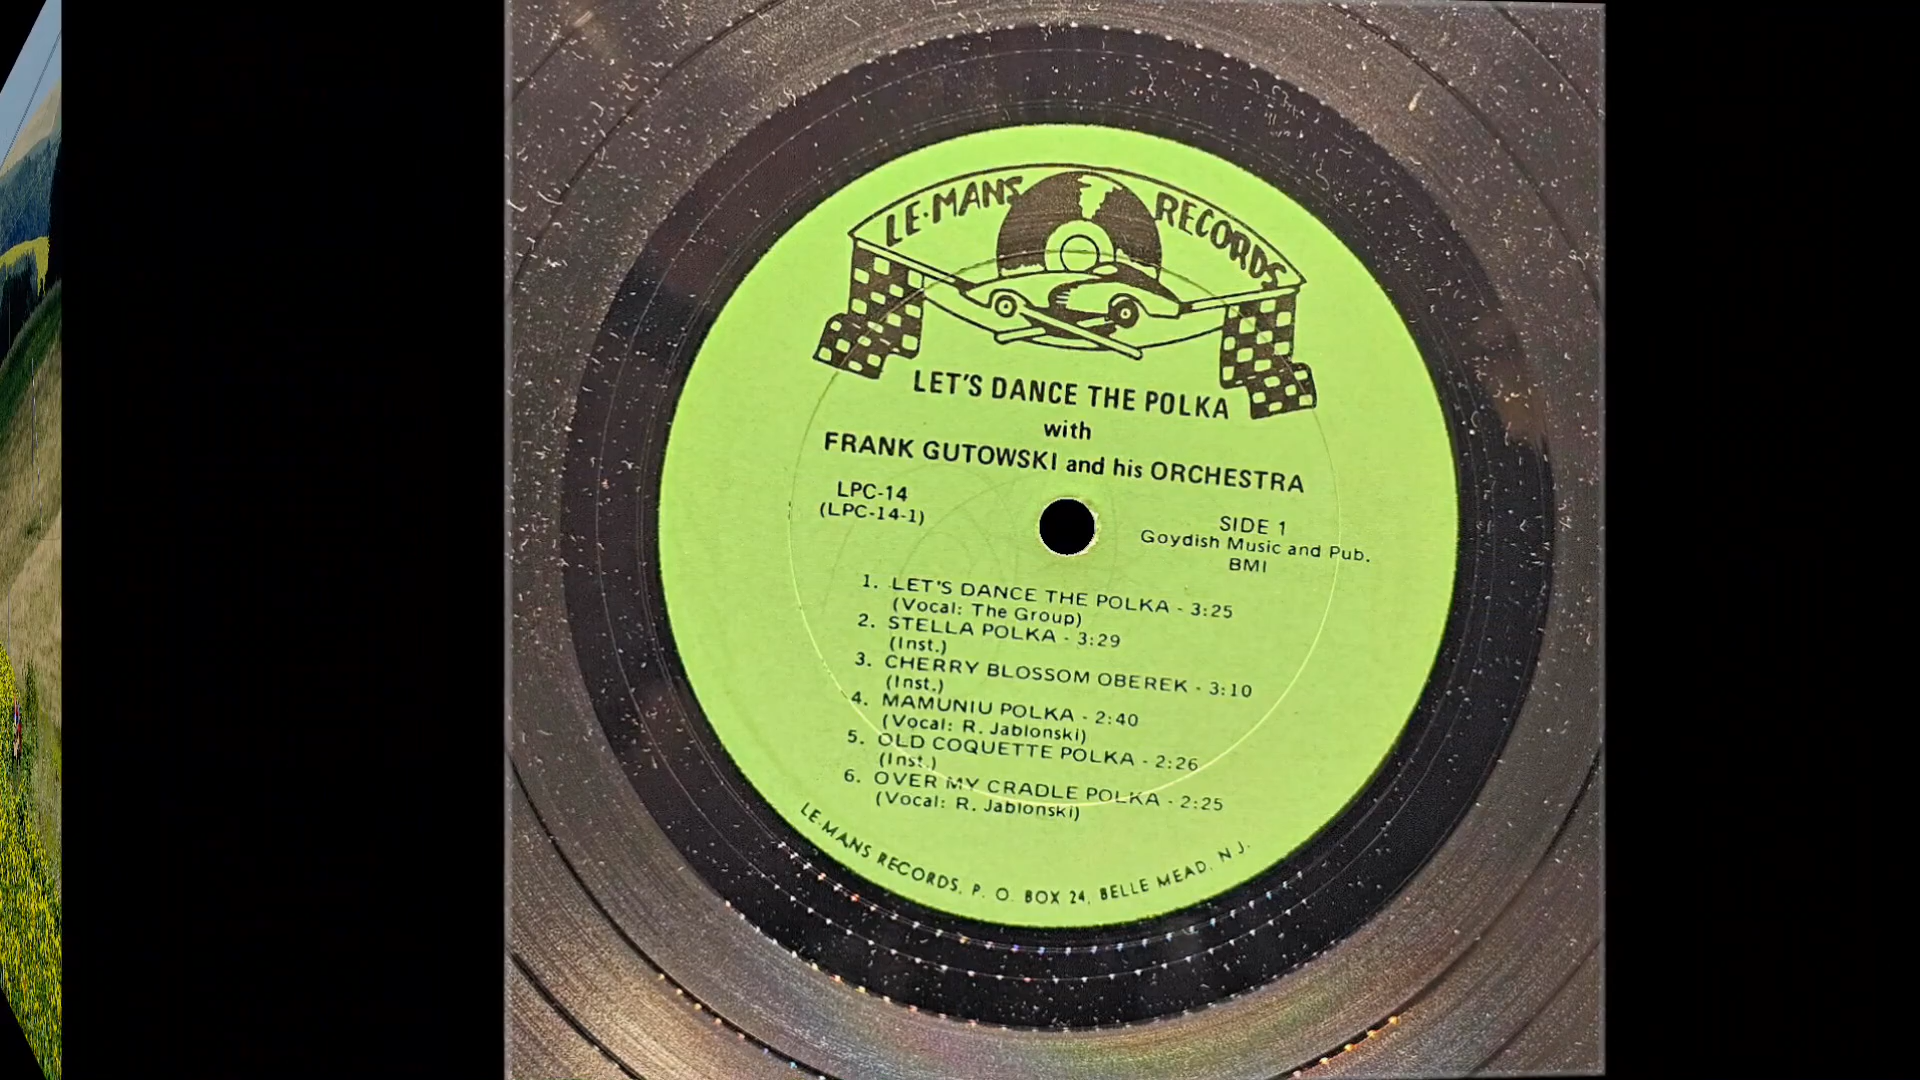 LE·MANS RECORDS
LET'S DANCE THE POLKA
with
FRANK GUTOWSKI and his ORCHESTRA
LPC-14
(LPC-14-1)
SIDE 1
Goydish Music and Pub.
BMI
1. LET'S DANCE THE POLKA - 3:25
(Vocal: The Group)
2. STELLA POLKA - 3:29
(Inst.)
3. CHERRY BLOSSOM OBEREK - 3:10
(Inst.)
4. MAMUNIU POLKA - 2:40
(Vocal: R. Jablonski)
5. OLD COQUETTE POLKA - 2:26
(Inst.)
6. OVER MY CRADLE POLKA - 2:25
(Vocal: R. Jablonski)
LE·MANS RECORDS, P. O. BOX 24, BELLE MEAD, N J.